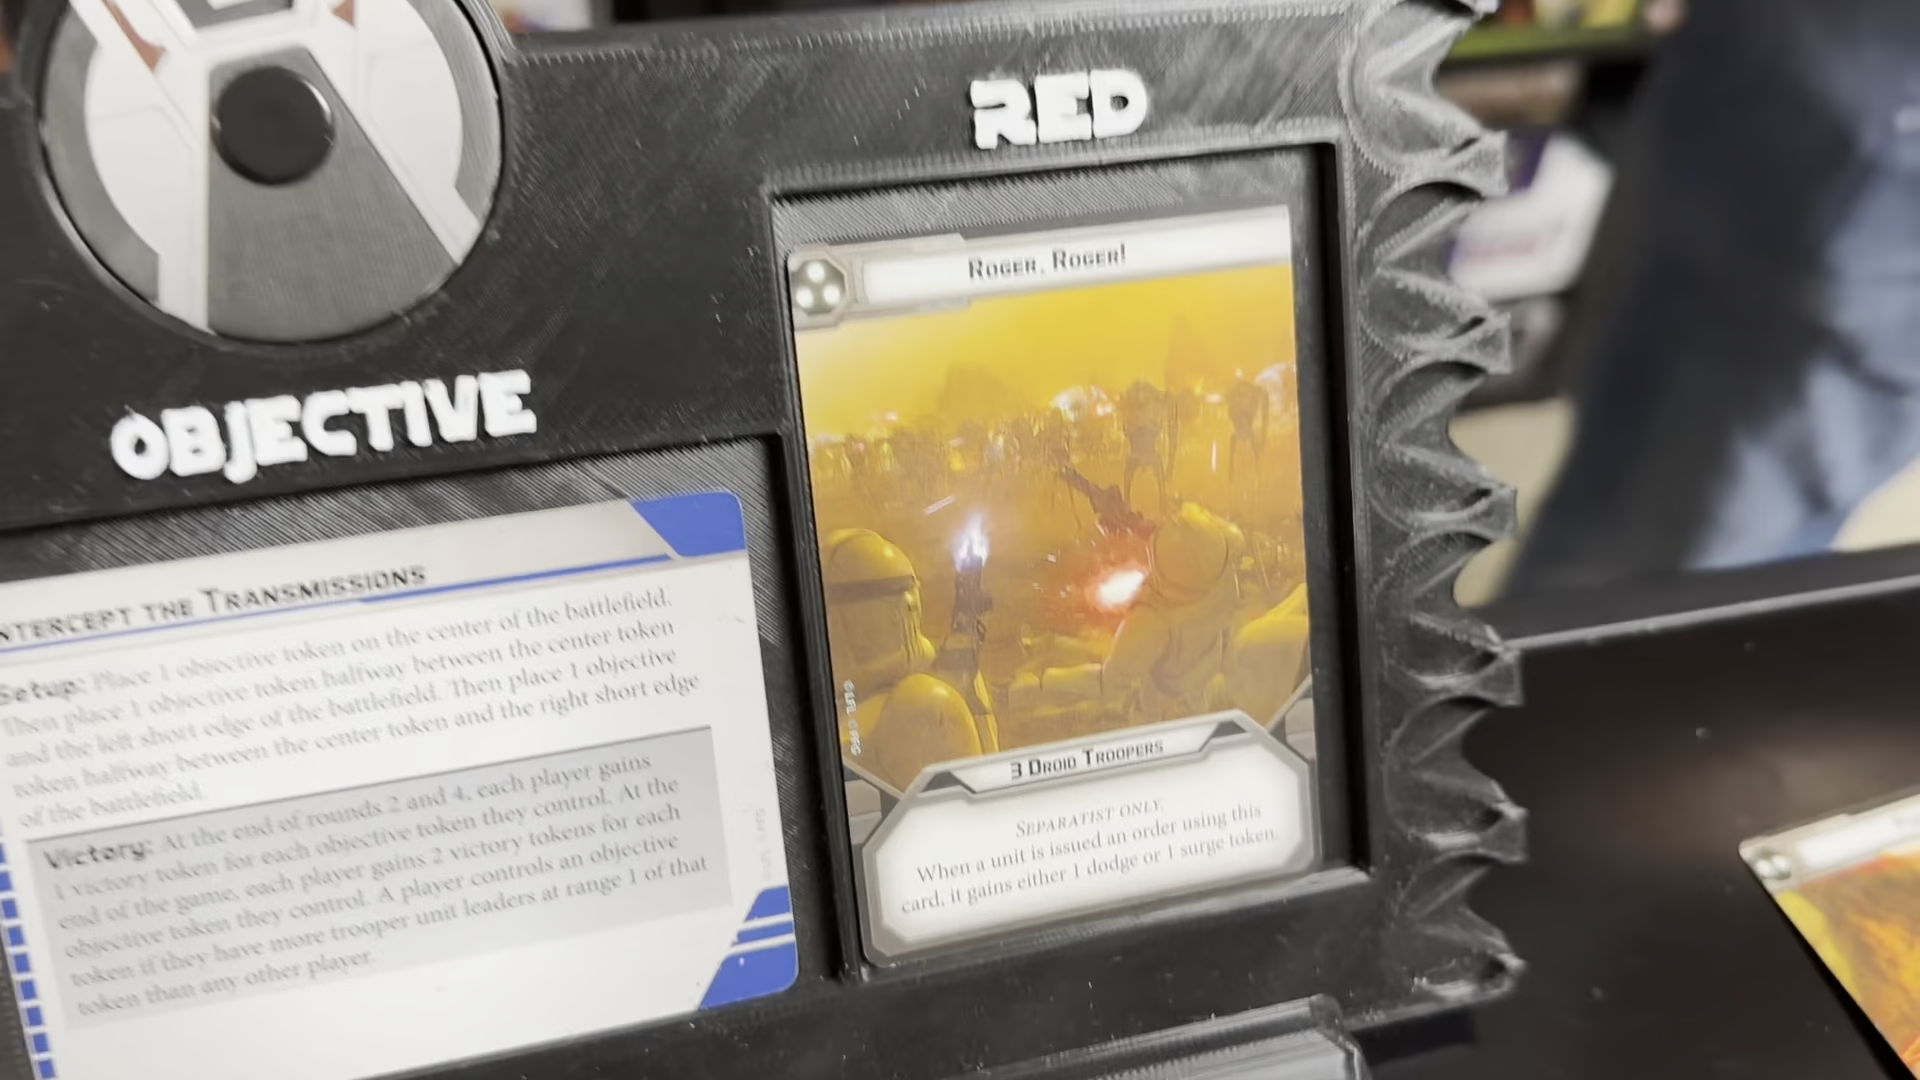 RED
ROGER, ROGER!
OBJECTIVE
NTERCEPT THE TRANSMISSIONS
Setup: Place 1 objective token on the center of the battlefield.
Then place 1 objective token halfway between the center token
and the left short edge of the battlefield. Then place 1 objective
token halfway between the center token and the right short edge
of the battlefield.
Victory: At the end of rounds 2 and 4, each player gains
1 victory token for each objective token they control. At the
end of the game, each player gains 2 victory tokens for each
objective token they control. A player controls an objective
token if they have more trooper unit leaders at range 1 of that
token than any other player.
©LFL ©FFG
3 DROID TROOPERS
SEPARATIST ONLY.
When a unit is issued an order using this
card, it gains either 1 dodge or 1 surge token.